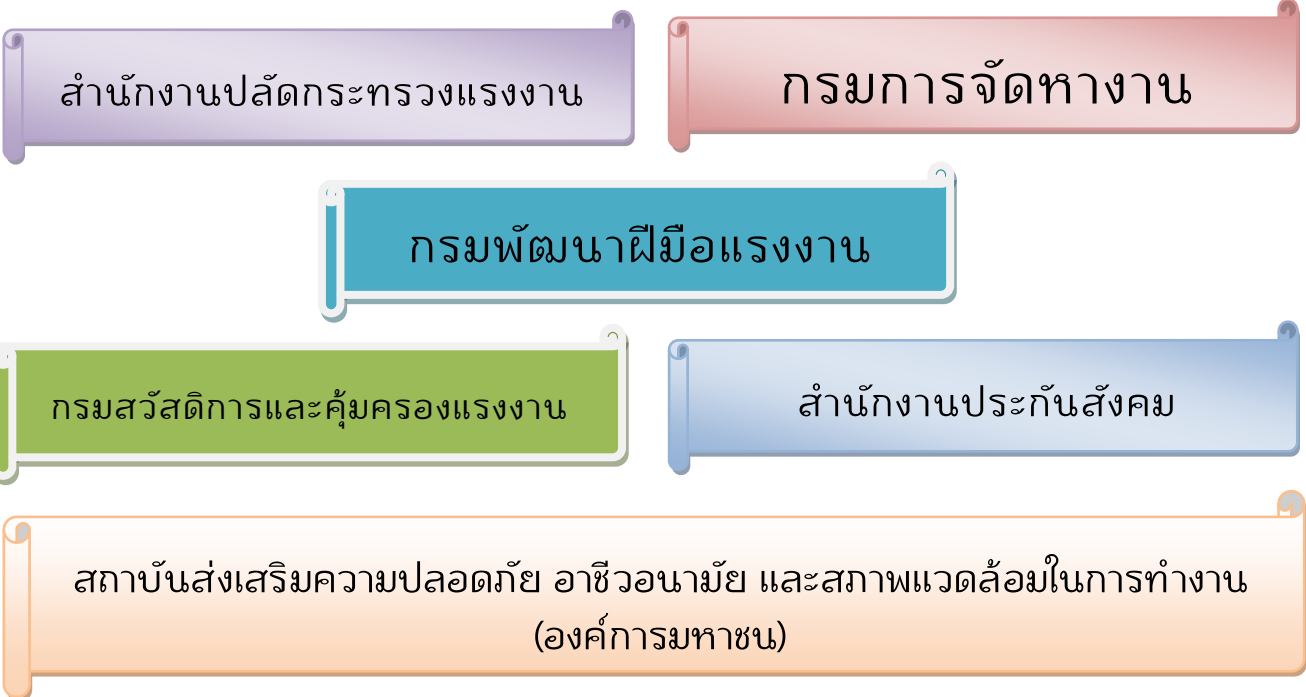 สำนักงานปลัดกระทรวงแรงงาน
กรมการจัดหางาน
กรมพัฒนาฝีมือแรงงาน
กรมสวัสดิการและคุ้มครองแรงงาน
สำนักงานประกันสังคม
สถาบันส่งเสริมความปลอดภัย อาชีวอนามัย และสภาพแวดล้อมในการทำงาน
(องค์การมหาชน)